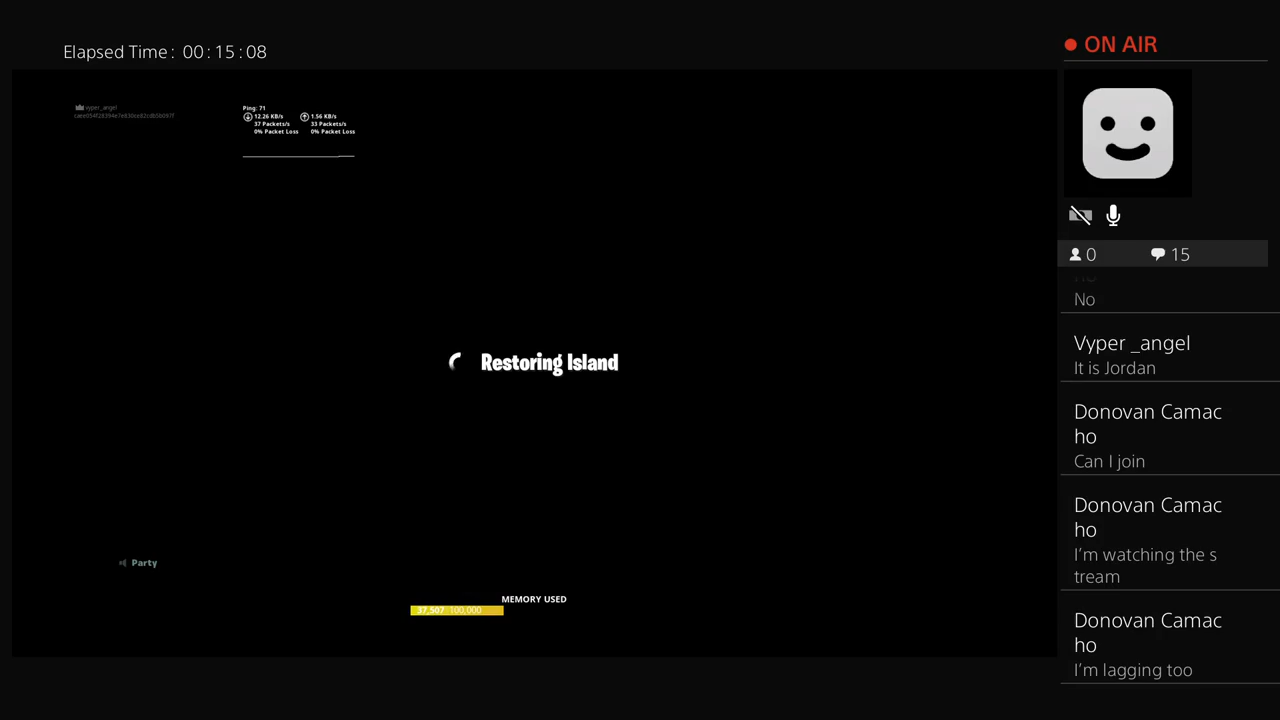 Elapsed Time: 00:15:08
ON AIR
vyper_angel
Ping: 71
12.26 KB/s 1.56 KB/s
37 Packets/s 33 Packets/s
0% Packet Loss 0% Packet Loss
0 15
No
Vyper _angel
It is Jordan
Restoring Island
Donovan Camac
ho
Can I join
Donovan Camac
ho
I'm watching the s
tream
Party
MEMORY USED
37,507 100,000
Donovan Camac
ho
I'm lagging too